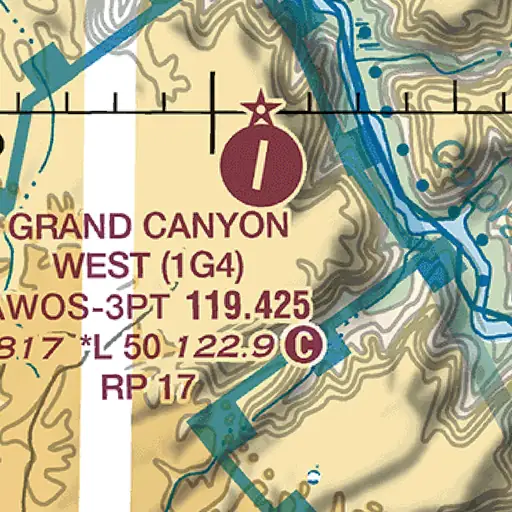 GRAND CANYON
WEST (1G4)
AWOS-3PT 119.425
817 *L 50 122.9 C
RP 17